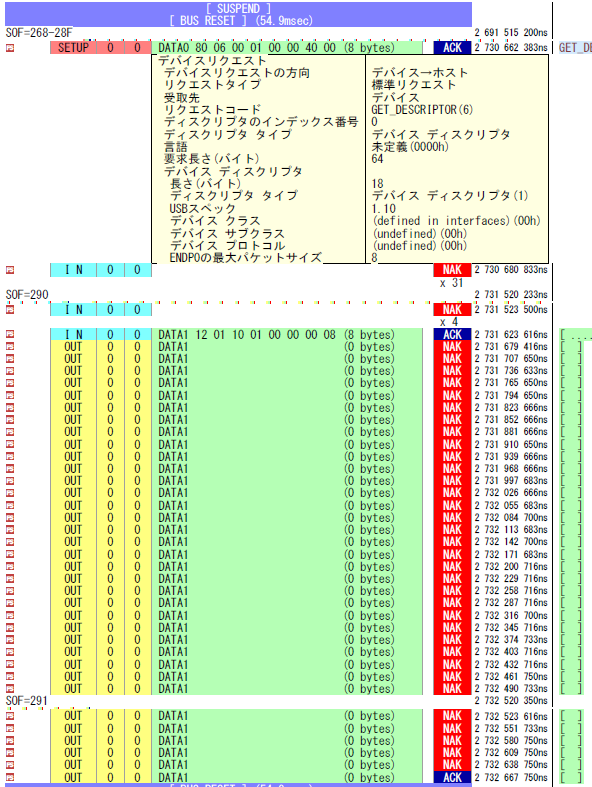 [ SUSPEND ]
[ BUS RESET ] (54.9msec)
SOF=268-28F 2 691 515 200ns
SETUP 0 0 DATA0 80 06 00 01 00 00 40 00 (8 bytes) ACK 2 730 662 383ns GET_DE
デバイスリクエスト
デバイスリクエストの方向 デバイス→ホスト
リクエストタイプ 標準リクエスト
受取先 デバイス
リクエストコード GET_DESCRIPTOR(6)
ディスクリプタのインデックス番号 0
ディスクリプタ タイプ デバイス ディスクリプタ
言語 未定義(0000h)
要求長さ(バイト) 64
デバイス ディスクリプタ
長さ(バイト) 18
ディスクリプタ タイプ デバイス ディスクリプタ(1)
USBスペック 1.10
デバイス クラス (defined in interfaces)(00h)
デバイス サブクラス (undefined)(00h)
デバイス プロトコル (undefined)(00h)
ENDP0の最大パケットサイズ 8
IN 0 0 NAK 2 730 680 833ns
x 31
SOF=290 2 731 520 233ns
IN 0 0 NAK 2 731 523 500ns
x 4
IN 0 0 DATA1 12 01 10 01 00 00 00 08 (8 bytes) ACK 2 731 623 616ns [ ....
OUT 0 0 DATA1 (0 bytes) NAK 2 731 679 416ns [ ]
OUT 0 0 DATA1 (0 bytes) NAK 2 731 707 650ns [ ]
OUT 0 0 DATA1 (0 bytes) NAK 2 731 736 633ns [ ]
OUT 0 0 DATA1 (0 bytes) NAK 2 731 765 650ns [ ]
OUT 0 0 DATA1 (0 bytes) NAK 2 731 794 650ns [ ]
OUT 0 0 DATA1 (0 bytes) NAK 2 731 823 666ns [ ]
OUT 0 0 DATA1 (0 bytes) NAK 2 731 852 666ns [ ]
OUT 0 0 DATA1 (0 bytes) NAK 2 731 881 666ns [ ]
OUT 0 0 DATA1 (0 bytes) NAK 2 731 910 650ns [ ]
OUT 0 0 DATA1 (0 bytes) NAK 2 731 939 666ns [ ]
OUT 0 0 DATA1 (0 bytes) NAK 2 731 968 666ns [ ]
OUT 0 0 DATA1 (0 bytes) NAK 2 731 997 683ns [ ]
OUT 0 0 DATA1 (0 bytes) NAK 2 732 026 666ns [ ]
OUT 0 0 DATA1 (0 bytes) NAK 2 732 055 683ns [ ]
OUT 0 0 DATA1 (0 bytes) NAK 2 732 084 700ns [ ]
OUT 0 0 DATA1 (0 bytes) NAK 2 732 113 683ns [ ]
OUT 0 0 DATA1 (0 bytes) NAK 2 732 142 700ns [ ]
OUT 0 0 DATA1 (0 bytes) NAK 2 732 171 683ns [ ]
OUT 0 0 DATA1 (0 bytes) NAK 2 732 200 716ns [ ]
OUT 0 0 DATA1 (0 bytes) NAK 2 732 229 716ns [ ]
OUT 0 0 DATA1 (0 bytes) NAK 2 732 258 716ns [ ]
OUT 0 0 DATA1 (0 bytes) NAK 2 732 287 716ns [ ]
OUT 0 0 DATA1 (0 bytes) NAK 2 732 316 700ns [ ]
OUT 0 0 DATA1 (0 bytes) NAK 2 732 345 716ns [ ]
OUT 0 0 DATA1 (0 bytes) NAK 2 732 374 733ns [ ]
OUT 0 0 DATA1 (0 bytes) NAK 2 732 403 716ns [ ]
OUT 0 0 DATA1 (0 bytes) NAK 2 732 432 716ns [ ]
OUT 0 0 DATA1 (0 bytes) NAK 2 732 461 750ns [ ]
OUT 0 0 DATA1 (0 bytes) NAK 2 732 490 733ns [ ]
SOF=291 2 732 520 350ns
OUT 0 0 DATA1 (0 bytes) NAK 2 732 523 616ns [ ]
OUT 0 0 DATA1 (0 bytes) NAK 2 732 551 733ns [ ]
OUT 0 0 DATA1 (0 bytes) NAK 2 732 580 750ns [ ]
OUT 0 0 DATA1 (0 bytes) NAK 2 732 609 750ns [ ]
OUT 0 0 DATA1 (0 bytes) NAK 2 732 638 750ns [ ]
OUT 0 0 DATA1 (0 bytes) ACK 2 732 667 750ns [ ]